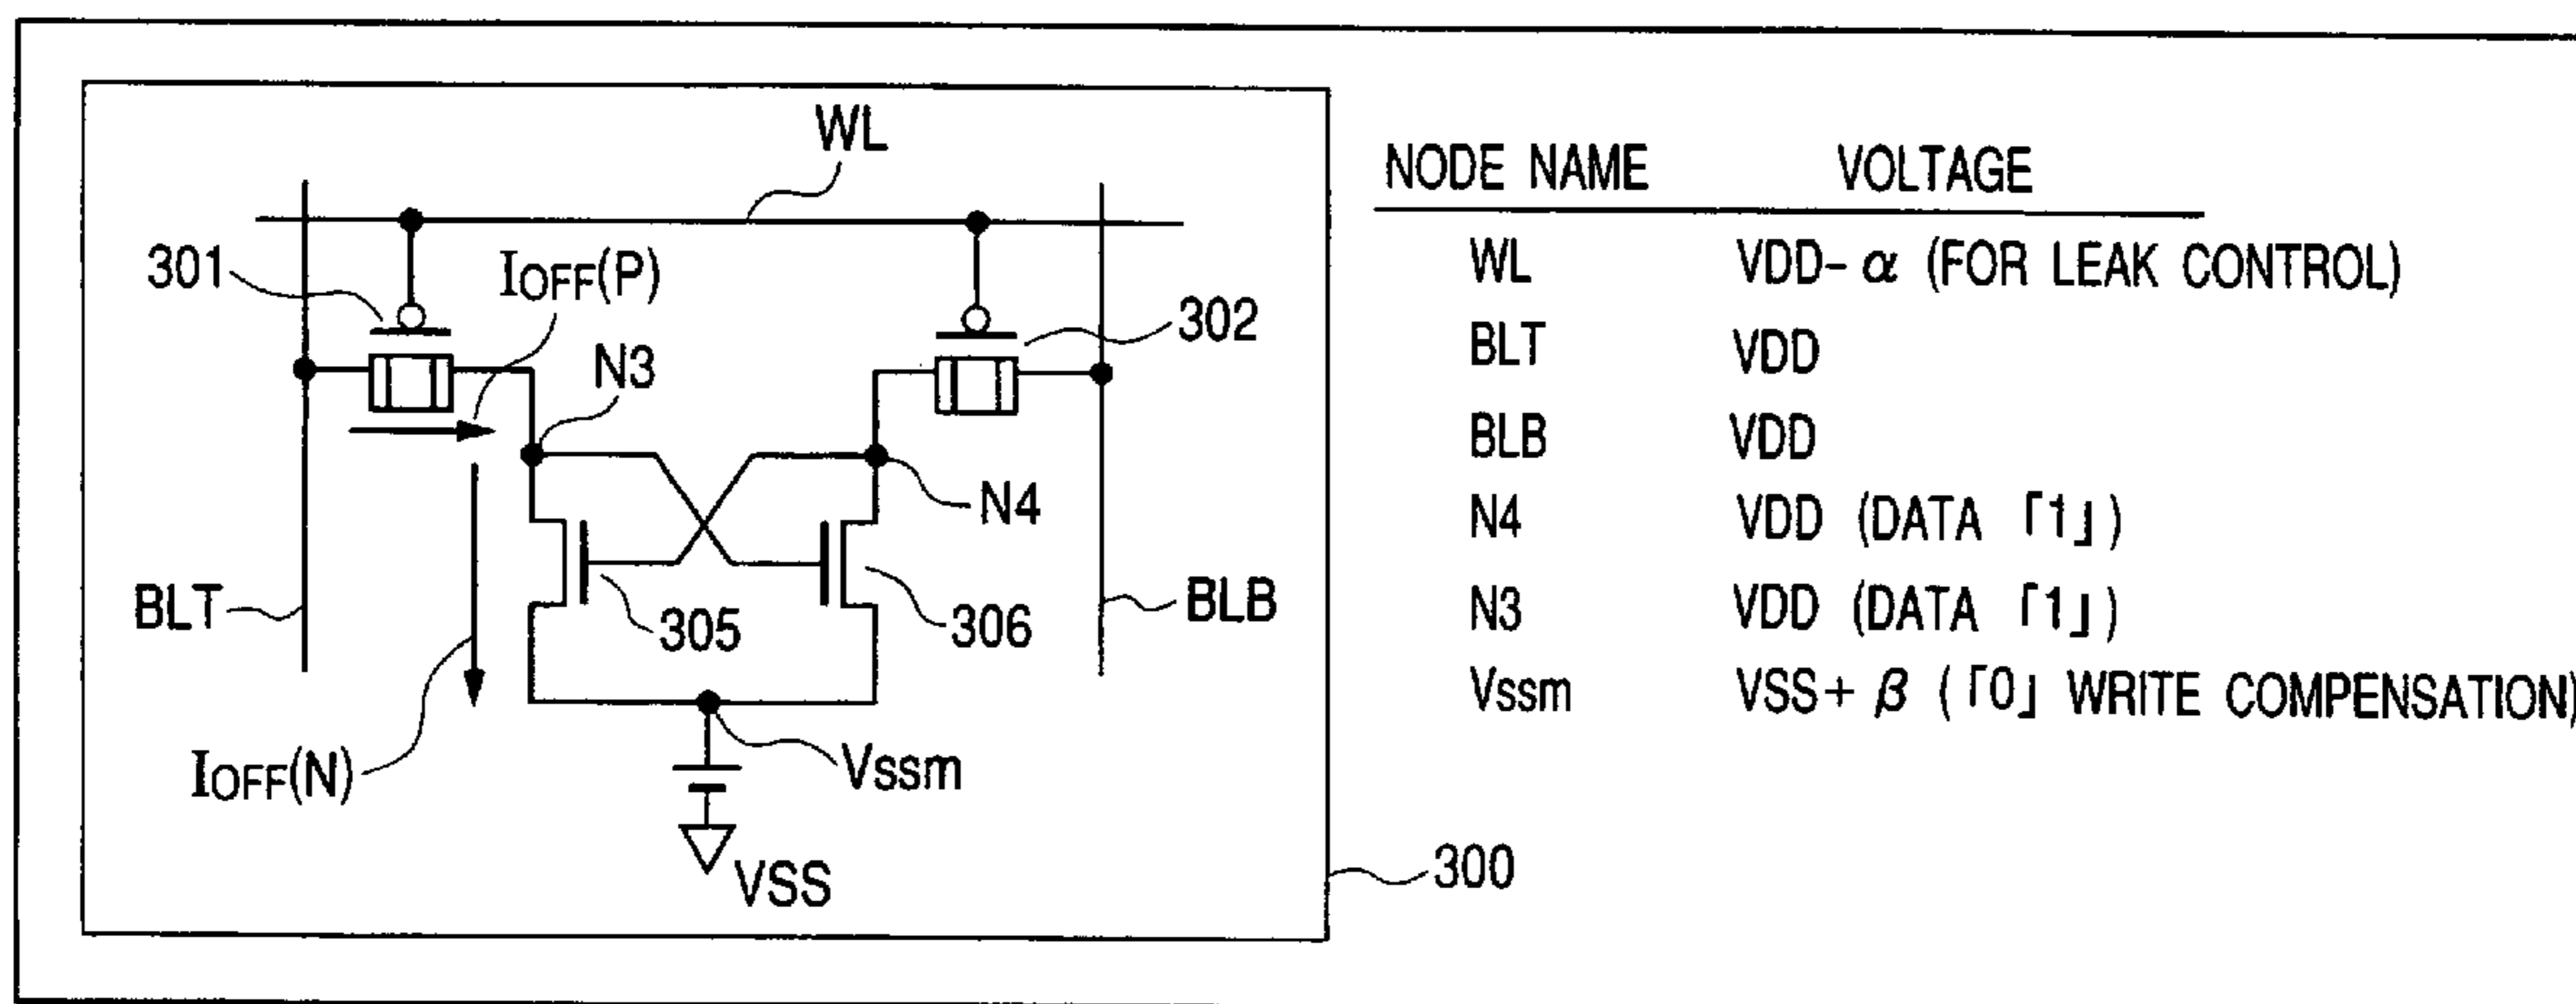 WL
301
IOFF(P)
302
N3
N4
BLT
305
306
BLB
IOFF(N)
Vssm
VSS
300
NODE NAME VOLTAGE
WL VDD-α (FOR LEAK CONTROL)
BLT VDD
BLB VDD
N4 VDD (DATA 「1」)
N3 VDD (DATA 「1」)
Vssm VSS+β (「0」 WRITE COMPENSATION)